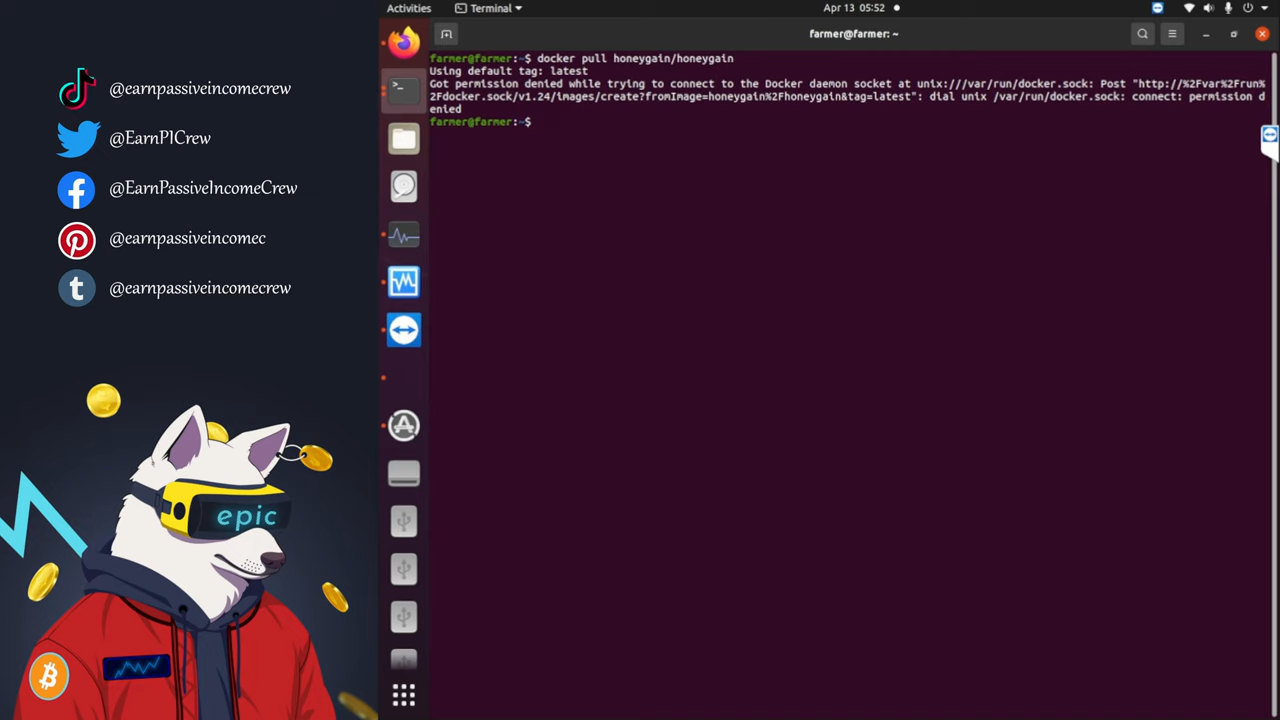 @earnpassiveincomecrew
@EarnPICrew
@EarnPassiveIncomeCrew
@earnpassiveincomec
@earnpassiveincomecrew
epic
Activities
Terminal
Apr 13 05:52
farmer@farmer: ~
farmer@farmer:~$ docker pull honeygain/honeygain
Using default tag: latest
Got permission denied while trying to connect to the Docker daemon socket at unix:///var/run/docker.sock: Post "http://%2Fvar%2Frun%
2Fdocker.sock/v1.24/images/create?fromImage=honeygain%2Fhoneygain&tag=latest": dial unix /var/run/docker.sock: connect: permission d
enied
farmer@farmer:~$